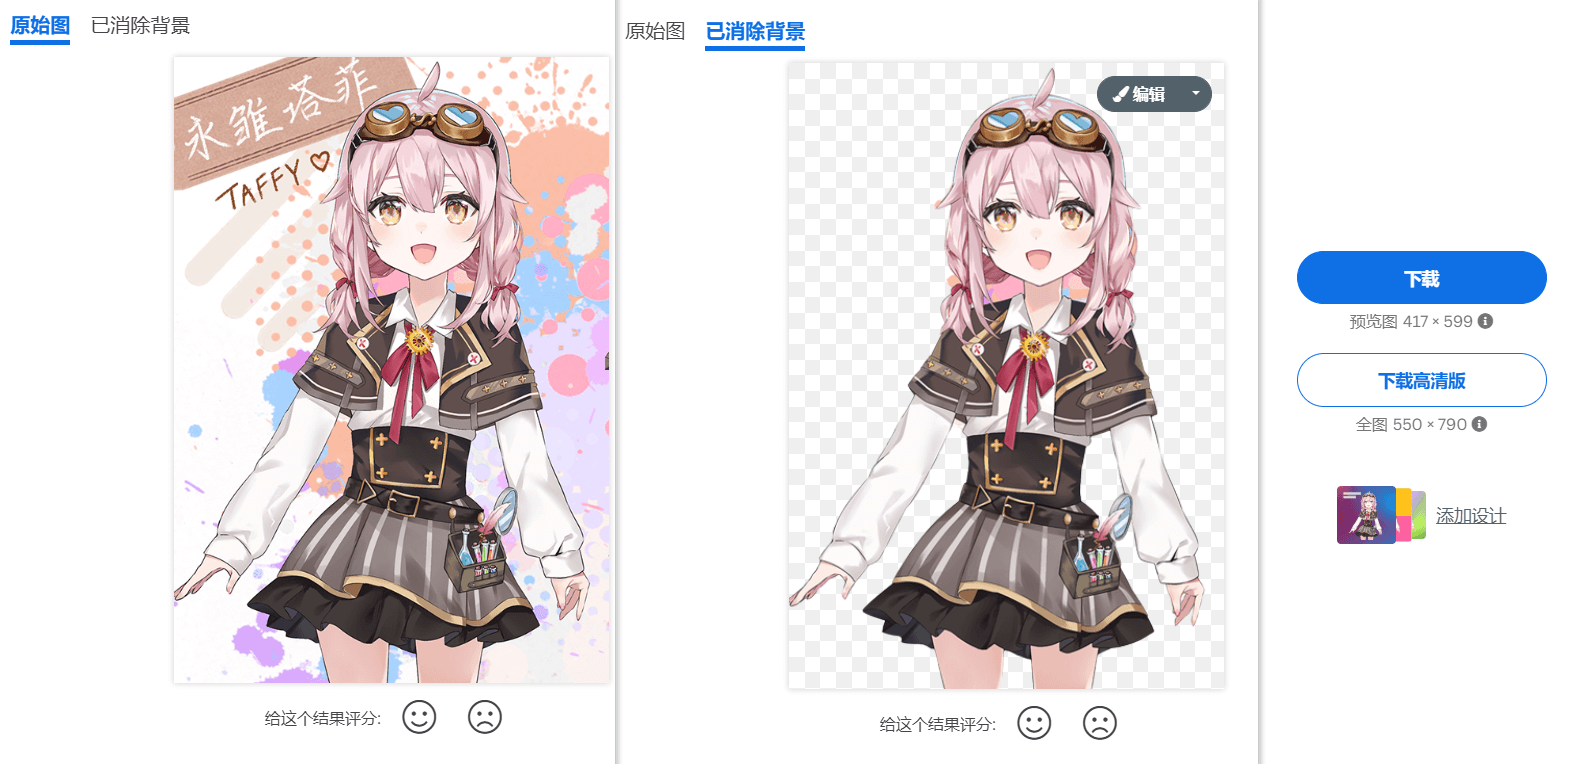 原始图 已消除背景
永雏塔菲
TAFFY♡
给这个结果评分:
原始图 已消除背景
编辑
给这个结果评分:
下载
预览图 417 × 599
下载高清版
全图 550 × 790
添加设计